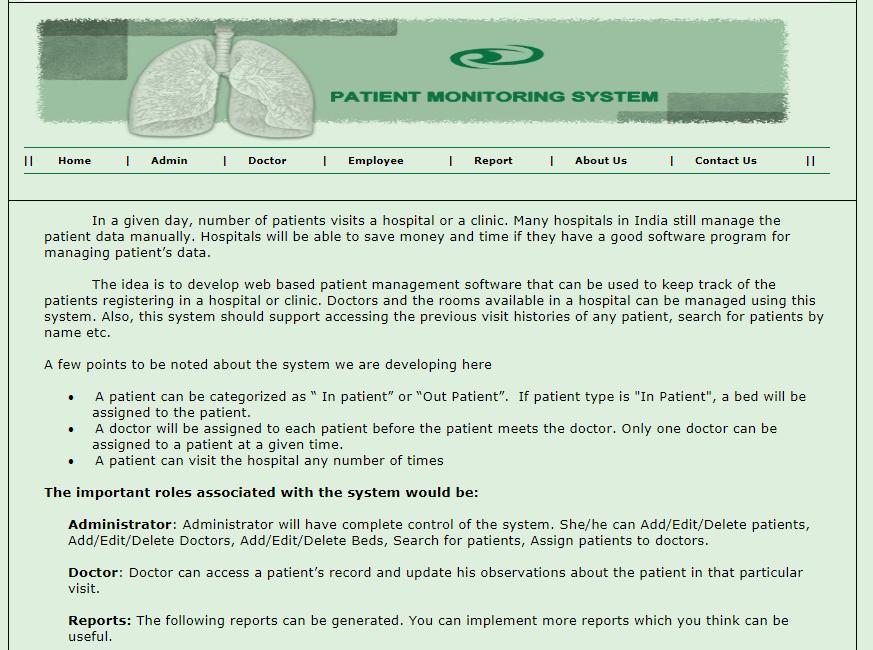 PATIENT MONITORING SYSTEM
|| Home | Admin | Doctor | Employee | Report | About Us | Contact Us ||
In a given day, number of patients visits a hospital or a clinic. Many hospitals in India still manage the
patient data manually. Hospitals will be able to save money and time if they have a good software program for
managing patient’s data.
The idea is to develop web based patient management software that can be used to keep track of the
patients registering in a hospital or clinic. Doctors and the rooms available in a hospital can be managed using this
system. Also, this system should support accessing the previous visit histories of any patient, search for patients by
name etc.
A few points to be noted about the system we are developing here
• A patient can be categorized as “ In patient” or “Out Patient”.  If patient type is "In Patient", a bed will be
assigned to the patient.
• A doctor will be assigned to each patient before the patient meets the doctor. Only one doctor can be
assigned to a patient at a given time.
• A patient can visit the hospital any number of times
The important roles associated with the system would be:
Administrator: Administrator will have complete control of the system. She/he can Add/Edit/Delete patients,
Add/Edit/Delete Doctors, Add/Edit/Delete Beds, Search for patients, Assign patients to doctors.
Doctor: Doctor can access a patient’s record and update his observations about the patient in that particular
visit.
Reports: The following reports can be generated. You can implement more reports which you think can be
useful.